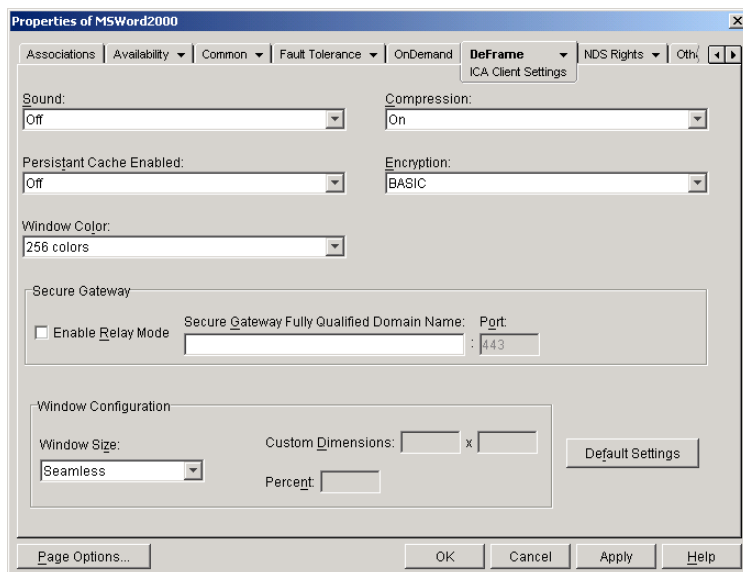 Properties of MSWord2000
Associations Availability Common Fault Tolerance OnDemand DeFrame NDS Rights
ICA Client Settings
Sound: Compression:
Off On
Persistant Cache Enabled: Encryption:
Off BASIC
Window Color:
256 colors
Secure Gateway
Enable Relay Mode Secure Gateway Fully Qualified Domain Name: Port:
: 443
Window Configuration
Window Size: Custom Dimensions: x
Seamless Percent: Default Settings
Page Options... OK Cancel Apply Help